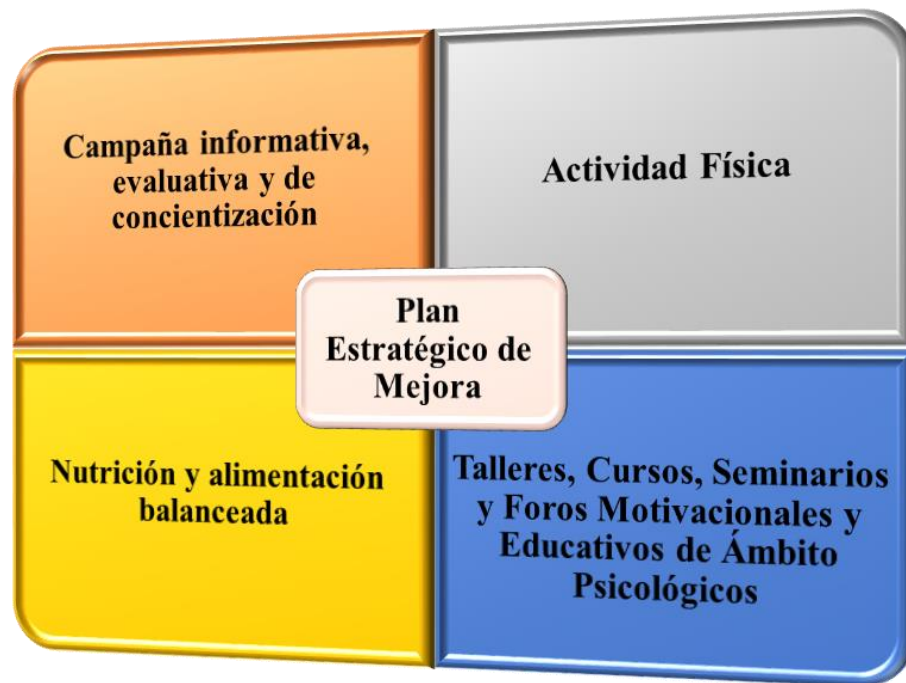 Campaña informativa,
evaluativa y de
concientización
Actividad Física
Plan
Estratégico de
Mejora
Nutrición y alimentación
balanceada
Talleres, Cursos, Seminarios
y Foros Motivacionales y
Educativos de Ámbito
Psicológicos